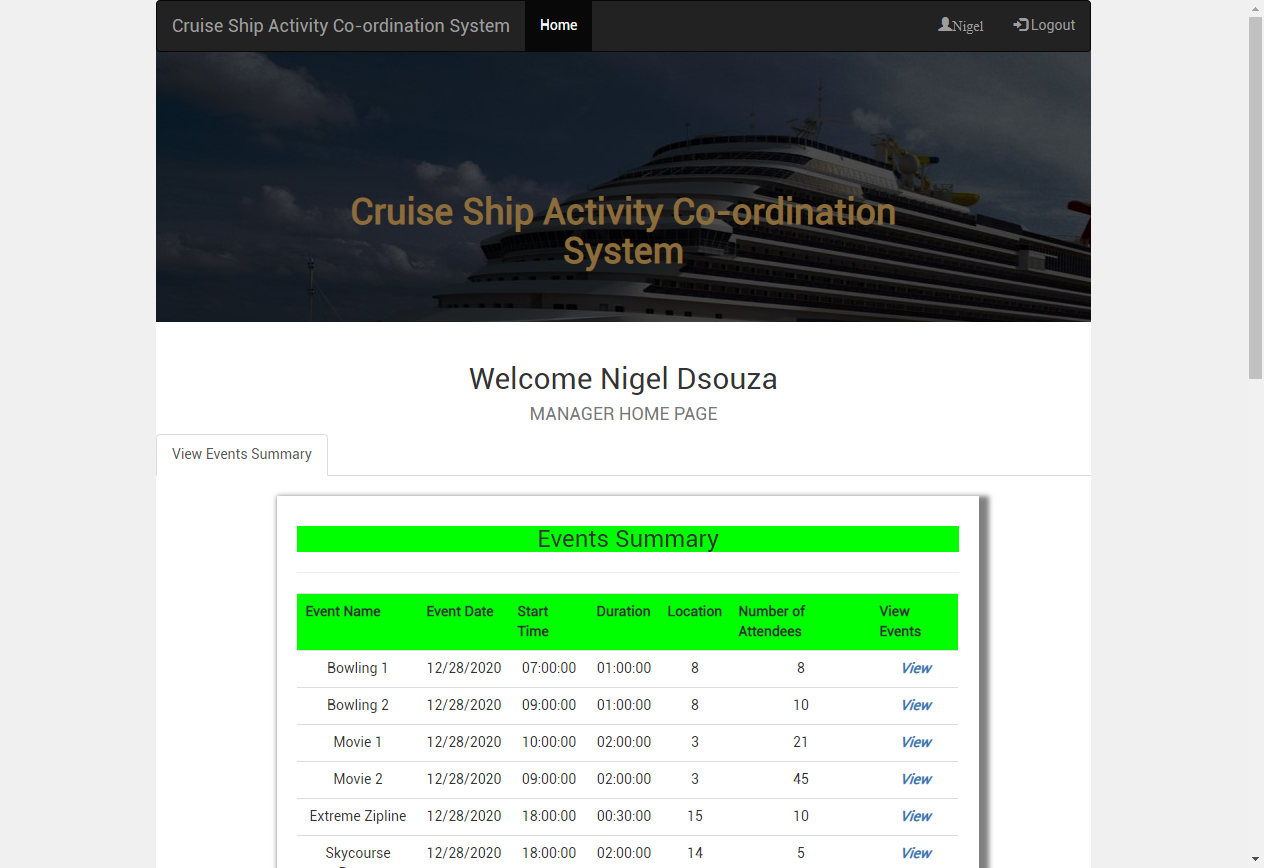 Cruise Ship Activity Co-ordination System Home Nigel Logout
Cruise Ship Activity Co-ordination
System
Welcome Nigel Dsouza
MANAGER HOME PAGE
View Events Summary
Events Summary
Event Name Event Date Start Time Duration Location Number of Attendees View Events
Bowling 1 12/28/2020 07:00:00 01:00:00 8 8 View
Bowling 2 12/28/2020 09:00:00 01:00:00 8 10 View
Movie 1 12/28/2020 10:00:00 02:00:00 3 21 View
Movie 2 12/28/2020 09:00:00 02:00:00 3 45 View
Extreme Zipline 12/28/2020 18:00:00 00:30:00 15 10 View
Skycourse 12/28/2020 18:00:00 02:00:00 14 5 View